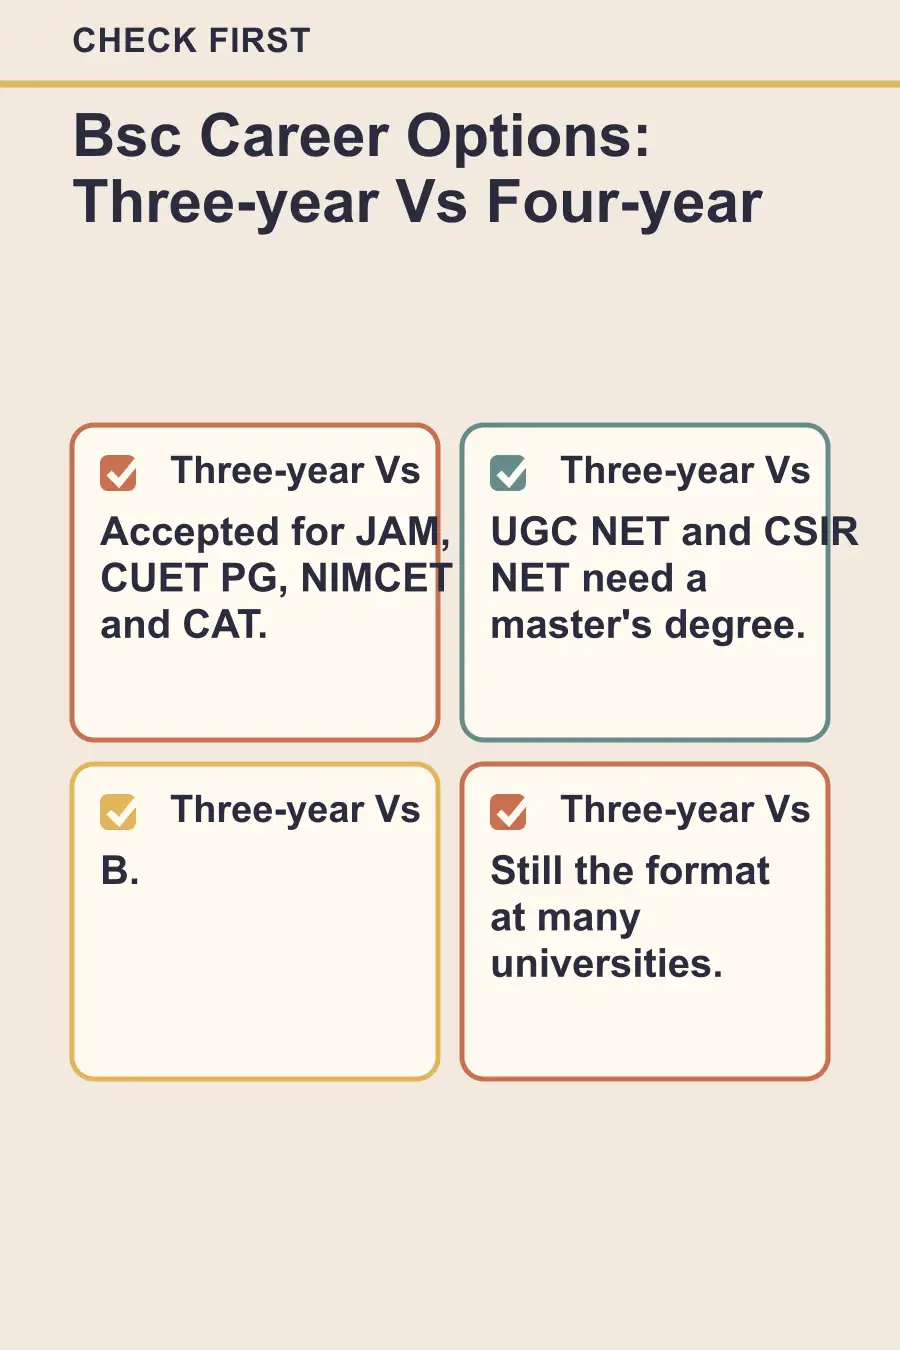 CHECK FIRST
Bsc Career Options:
Three-year Vs Four-year
Three-year Vs
Accepted for JAM,
CUET PG, NIMCET
and CAT.
Three-year Vs
UGC NET and CSIR
NET need a
master's degree.
Three-year Vs
B.
Three-year Vs
Still the format
at many
universities.